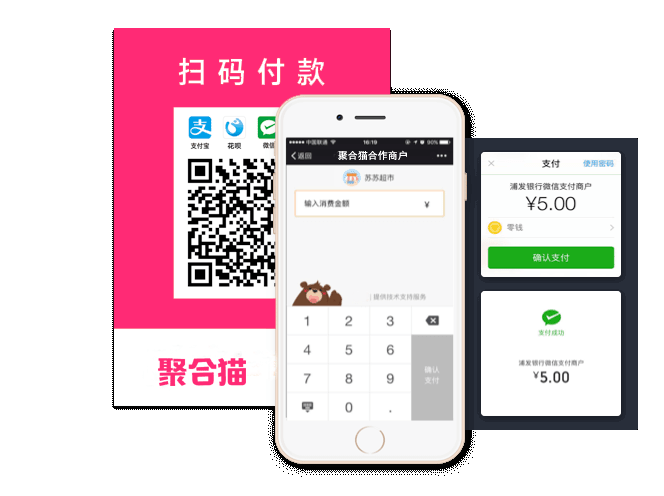 扫码付款
支付宝 花呗
聚合猫
中国联通 16:19 90%
返回 聚合猫合作商户
苏苏超市
输入消费金额 ¥
提供技术支持服务
1 2 3
4 5 6
7 8 9
确认
支付
0 .
支付 使用密码
浦发银行微信支付商户
¥5.00
零钱
确认支付
支付成功
浦发银行微信支付商户
¥5.00